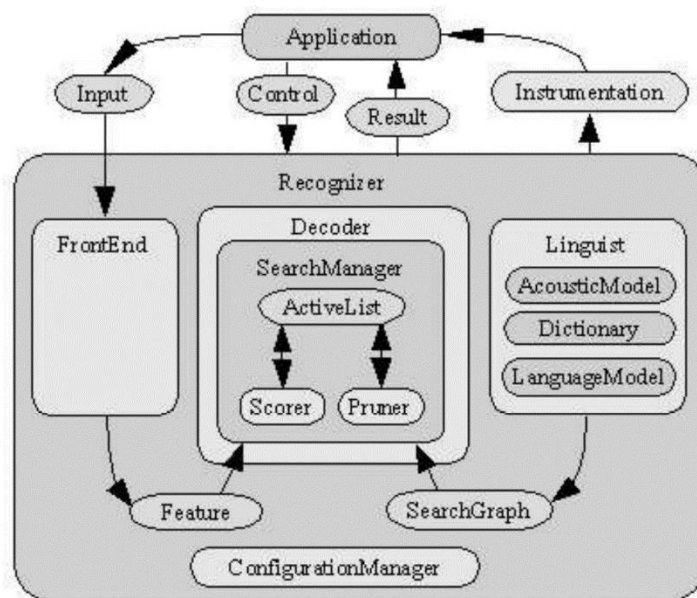 Application
Input
Control
Result
Instrumentation
Recognizer
FrontEnd
Decoder
SearchManager
ActiveList
Scorer
Pruner
Linguist
AcousticModel
Dictionary
LanguageModel
Feature
SearchGraph
ConfigurationManager